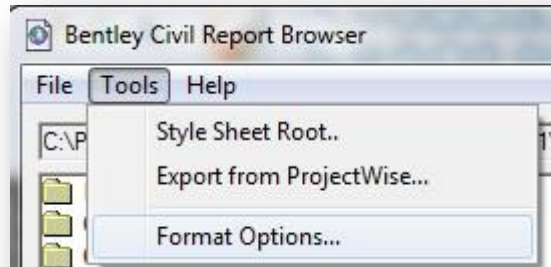 Bentley Civil Report Browser
File Tools Help
C:\P
Style Sheet Root..
Export from ProjectWise...
Format Options...